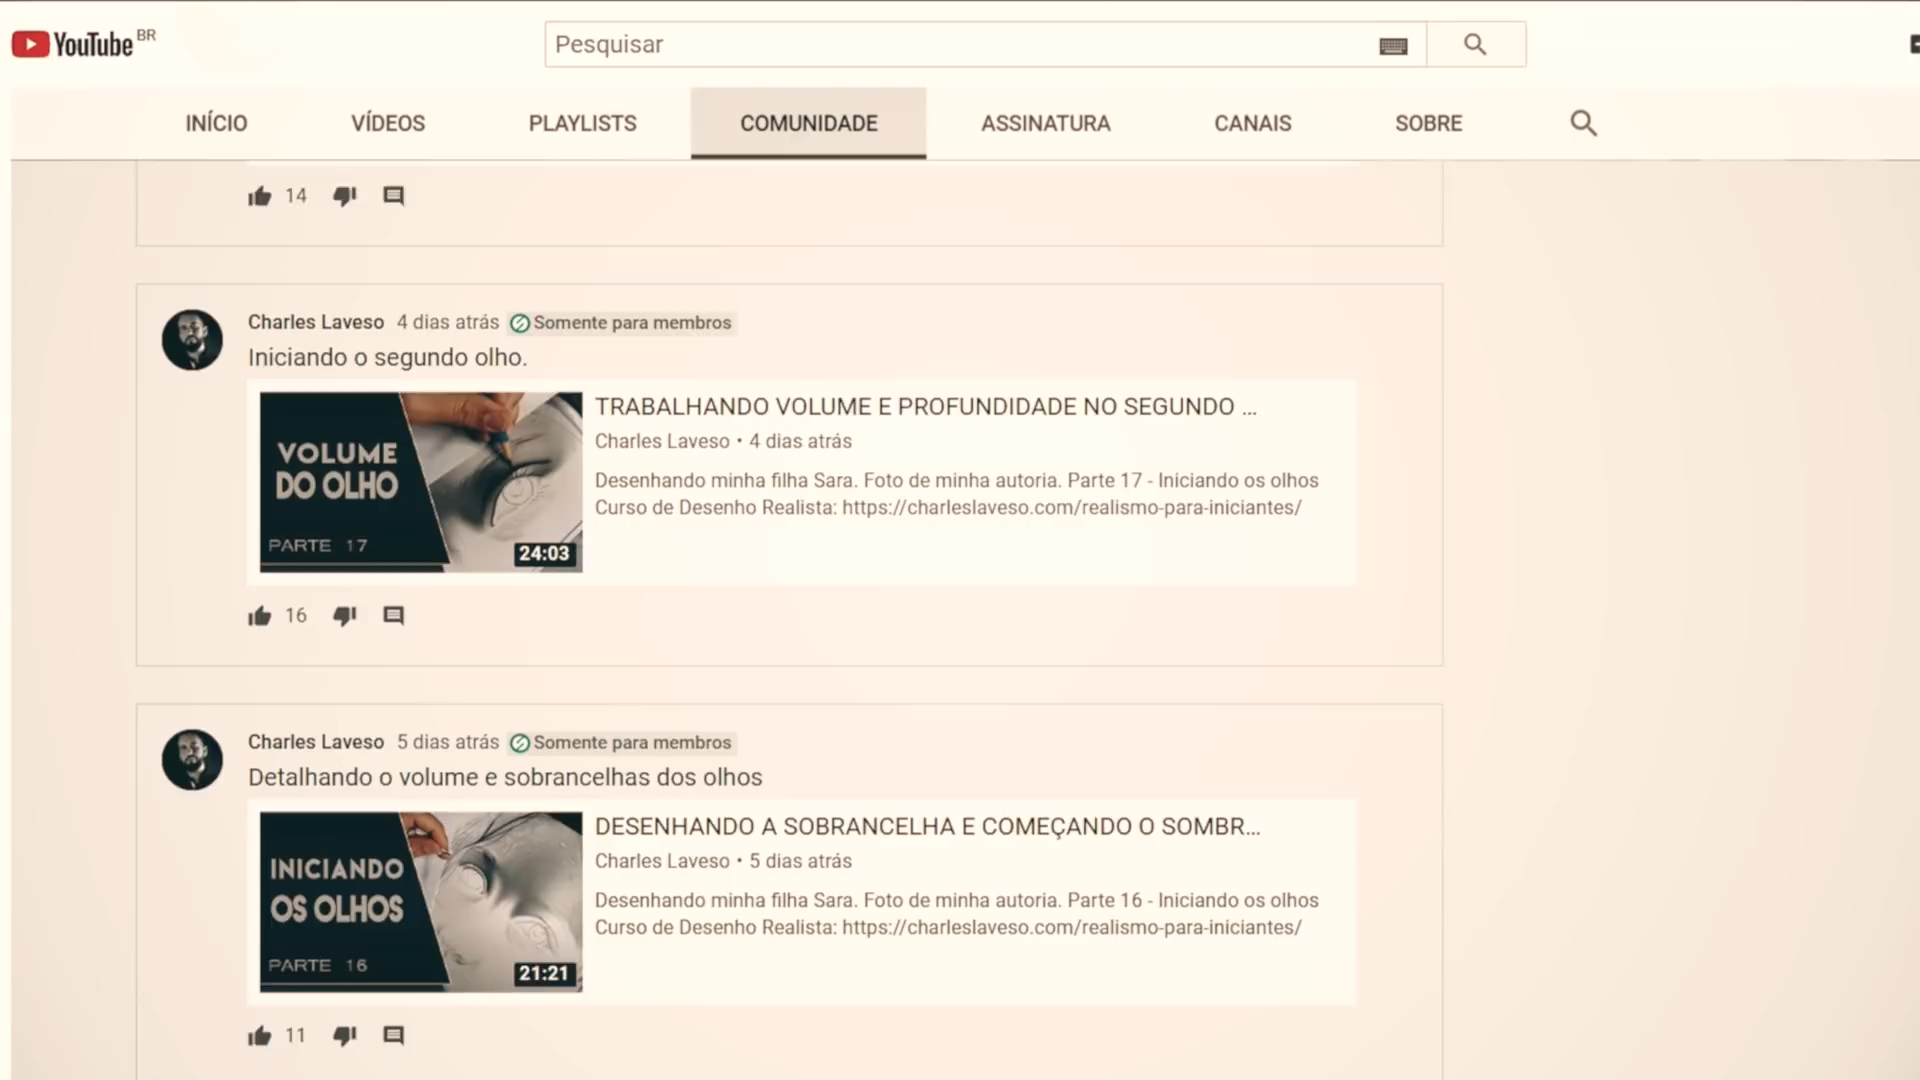 YouTube BR
Pesquisar
INÍCIO VÍDEOS PLAYLISTS COMUNIDADE ASSINATURA CANAIS SOBRE
14
Charles Laveso 4 dias atrás Somente para membros
Iniciando o segundo olho.
VOLUME
DO OLHO
PARTE 17
24:03
TRABALHANDO VOLUME E PROFUNDIDADE NO SEGUNDO ...
Charles Laveso • 4 dias atrás
Desenhando minha filha Sara. Foto de minha autoria. Parte 17 - Iniciando os olhos
Curso de Desenho Realista: https://charleslaveso.com/realismo-para-iniciantes/
16
Charles Laveso 5 dias atrás Somente para membros
Detalhando o volume e sobrancelhas dos olhos
INICIANDO
OS OLHOS
PARTE 16
21:21
DESENHANDO A SOBRANCELHA E COMEÇANDO O SOMBR...
Charles Laveso • 5 dias atrás
Desenhando minha filha Sara. Foto de minha autoria. Parte 16 - Iniciando os olhos
Curso de Desenho Realista: https://charleslaveso.com/realismo-para-iniciantes/
11